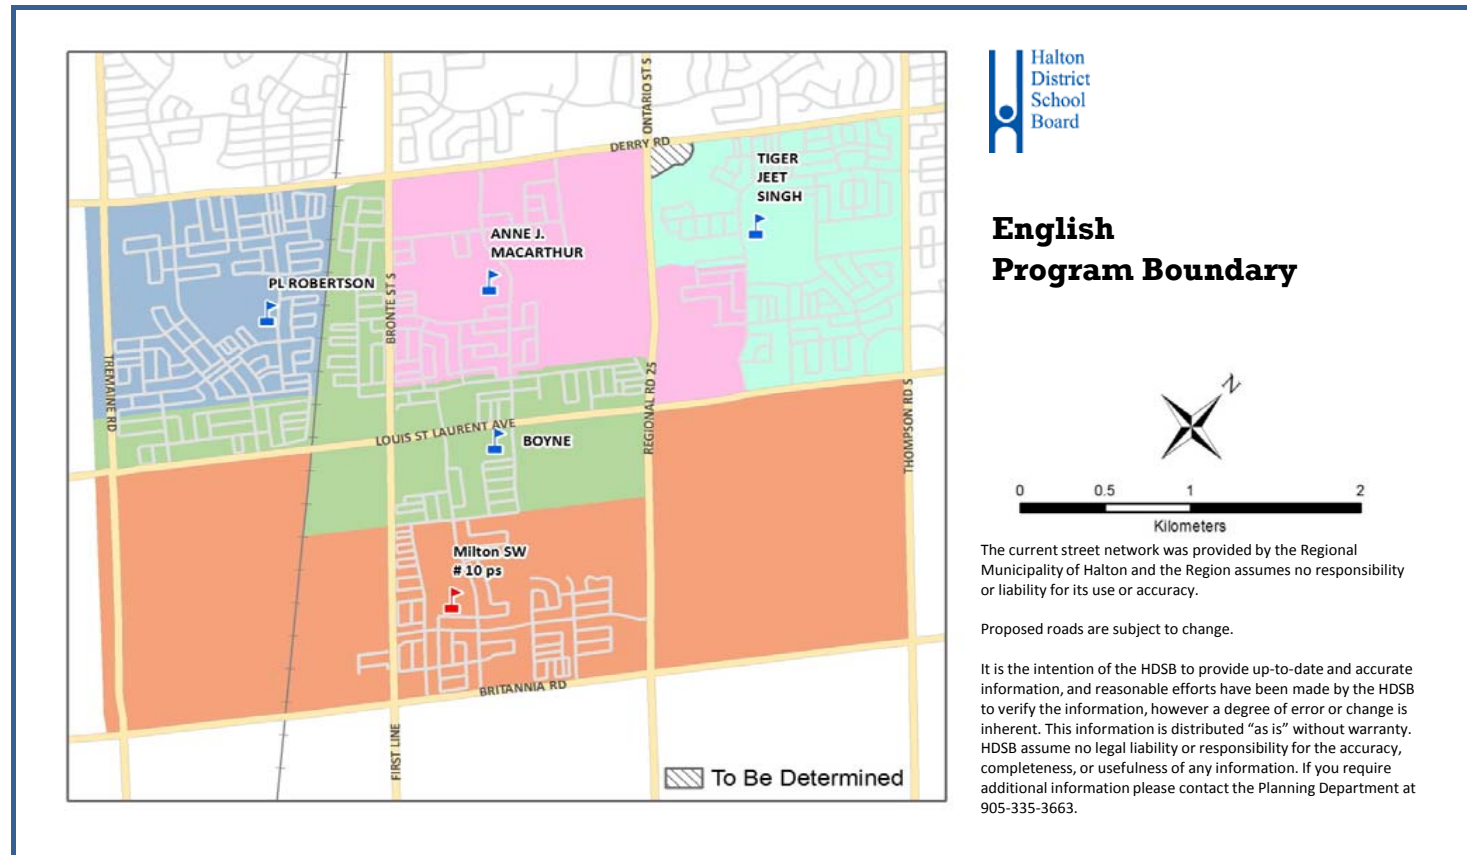 Halton
District
School
Board
English
Program Boundary
ONTARIO ST S
DERRY RD
TIGER
JEET
SINGH
ANNE J.
MACARTHUR
PL ROBERTSON
BRONTE ST S
TREMAINE RD
REGIONAL RD 25
THOMPSON RD S
LOUIS ST LAURENT AVE
BOYNE
Milton SW
# 10 ps
BRITANNIA RD
FIRST LINE
To Be Determined
N
0 0.5 1 2
Kilometers
The current street network was provided by the Regional
Municipality of Halton and the Region assumes no responsibility
or liability for its use or accuracy.
Proposed roads are subject to change.
It is the intention of the HDSB to provide up-to-date and accurate
information, and reasonable efforts have been made by the HDSB
to verify the information, however a degree of error or change is
inherent. This information is distributed “as is” without warranty.
HDSB assume no legal liability or responsibility for the accuracy,
completeness, or usefulness of any information. If you require
additional information please contact the Planning Department at
905-335-3663.